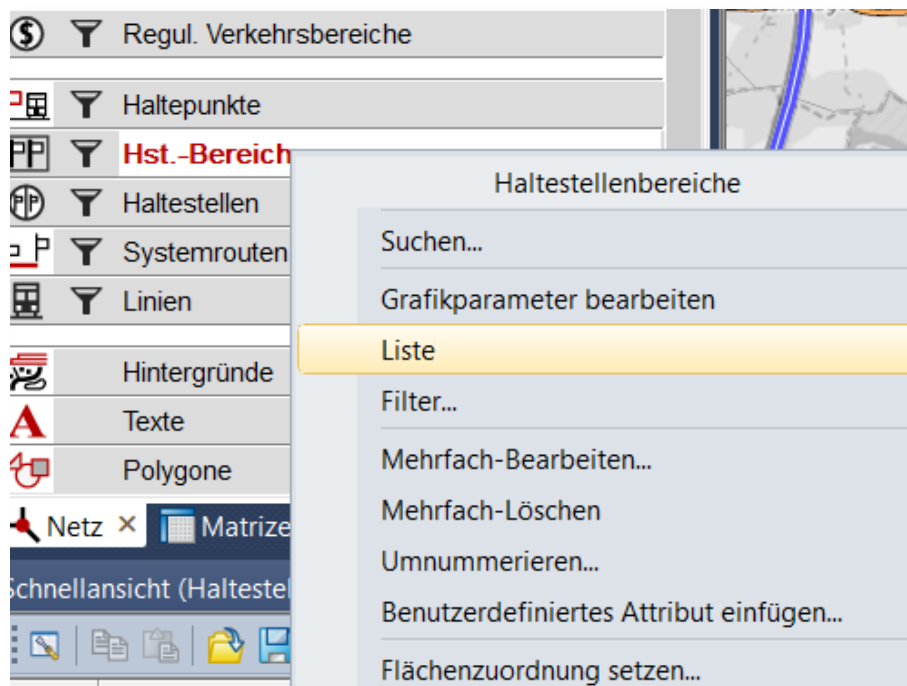 Regul. Verkehrsbereiche
Haltepunkte
Hst.-Bereich
Haltestellen
Systemrouten
Linien
Hintergründe
Texte
Polygone
Netz
Matrize
Schnellansicht (Haltestel
Haltestellenbereiche
Suchen...
Grafikparameter bearbeiten
Liste
Filter...
Mehrfach-Bearbeiten...
Mehrfach-Löschen
Umnummerieren...
Benutzerdefiniertes Attribut einfügen...
Flächenzuordnung setzen...